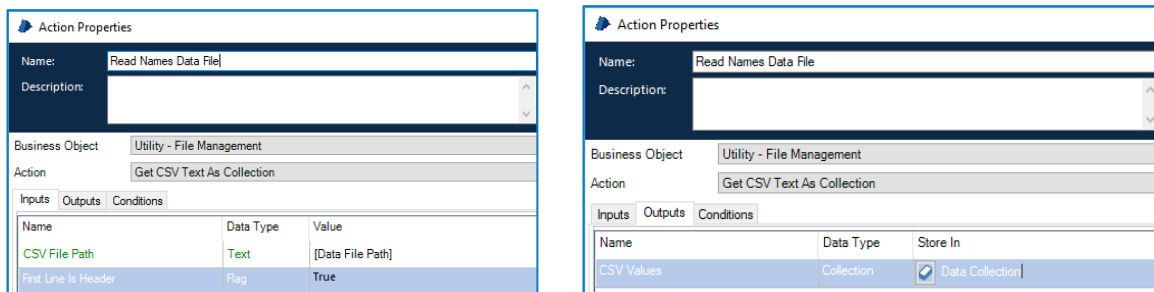 Action Properties
Name: Read Names Data File
Description:
Business Object Utility - File Management
Action Get CSV Text As Collection
Inputs Outputs Conditions
Name Data Type Value
CSV File Path Text [Data File Path]
First Line Is Header Flag True
Action Properties
Name: Read Names Data File
Description:
Business Object Utility - File Management
Action Get CSV Text As Collection
Inputs Outputs Conditions
Name Data Type Store In
CSV Values Collection Data Collection